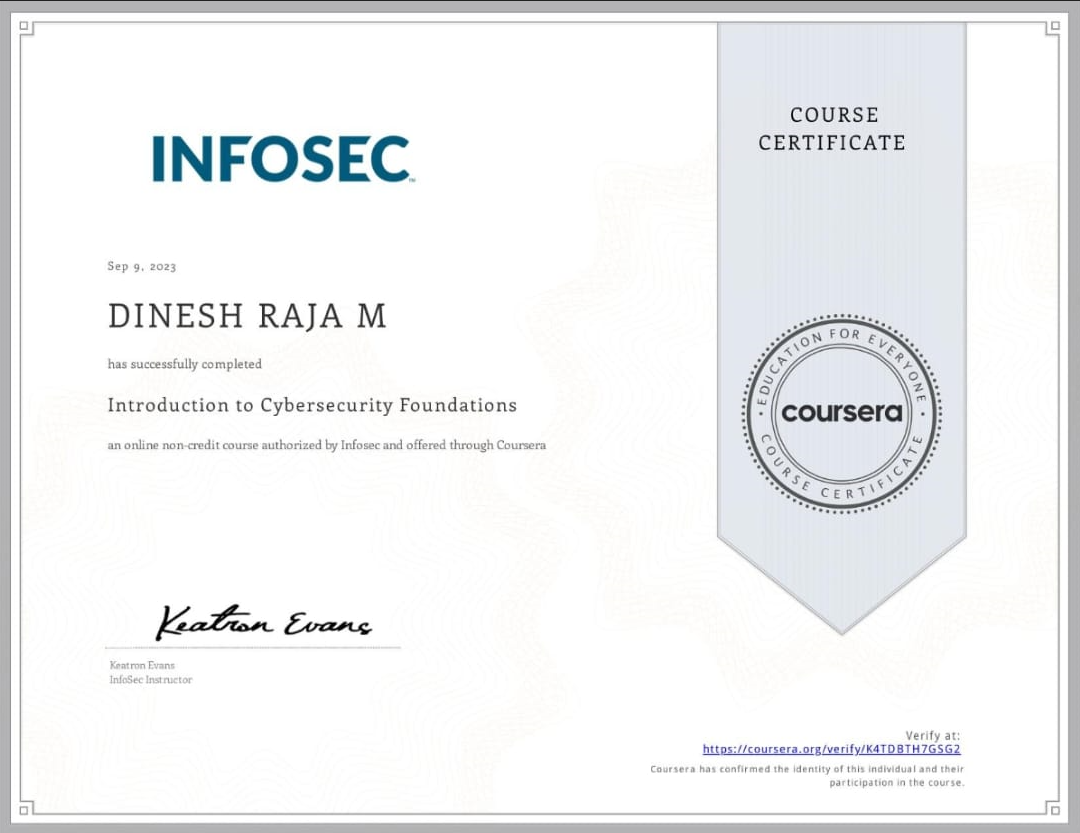 INFOSEC
COURSE
CERTIFICATE
Sep 9, 2023
DINESH RAJA M
has successfully completed
Introduction to Cybersecurity Foundations
an online non-credit course authorized by Infosec and offered through Coursera
EDUCATION FOR EVERYONE
coursera
COURSE CERTIFICATE
Keatron Evans
Keatron Evans
InfoSec Instructor
Verify at:
https://coursera.org/verify/K4TDBTH7GSG2
Coursera has confirmed the identity of this individual and their
participation in the course.